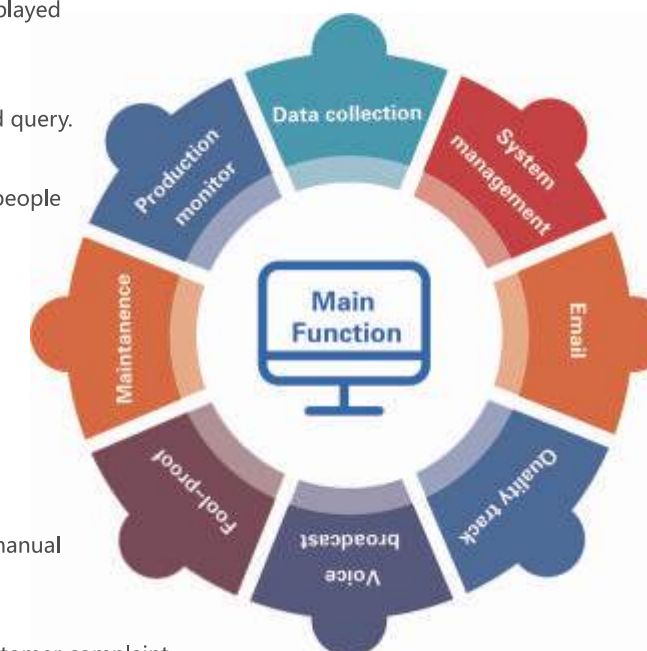 played
d query.
people
manual
Data collection
System
management
Email
Quality track
Voice
broadcast
Fool-proof
Maintanence
Production
monitor
Main
Function